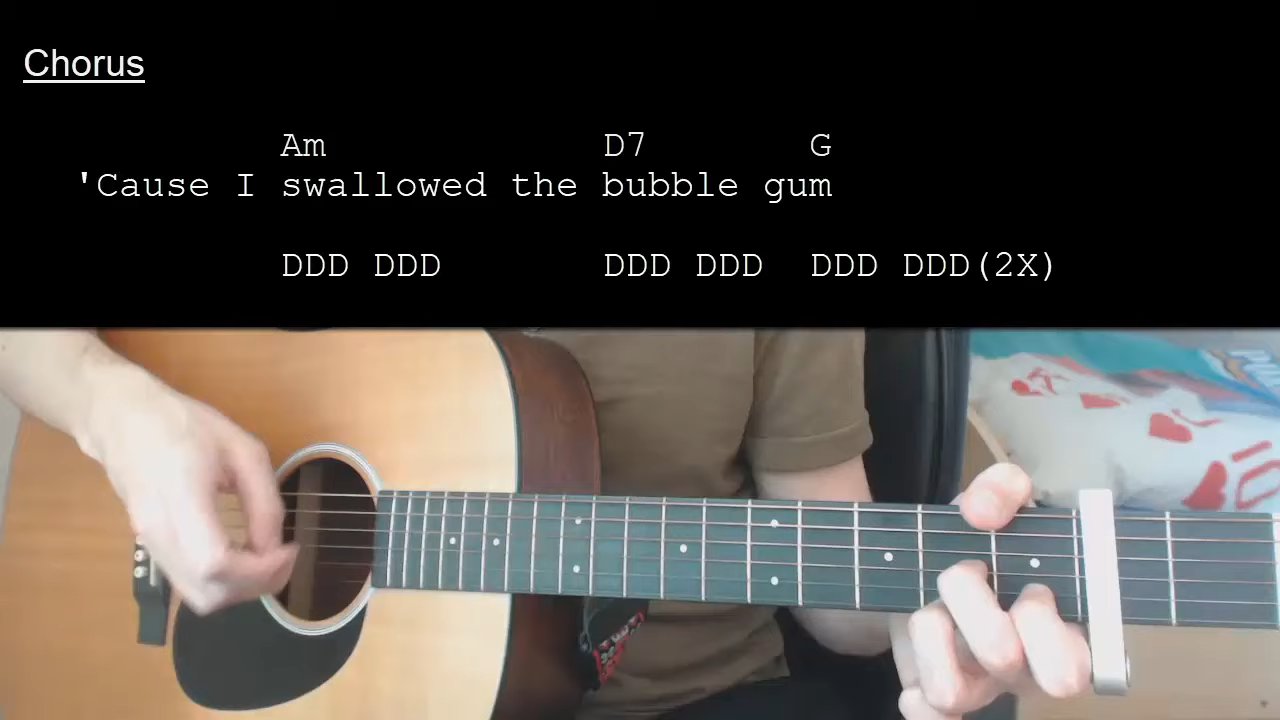 Chorus
Am D7 G
'Cause I swallowed the bubble gum
DDD DDD DDD DDD DDD DDD(2X)